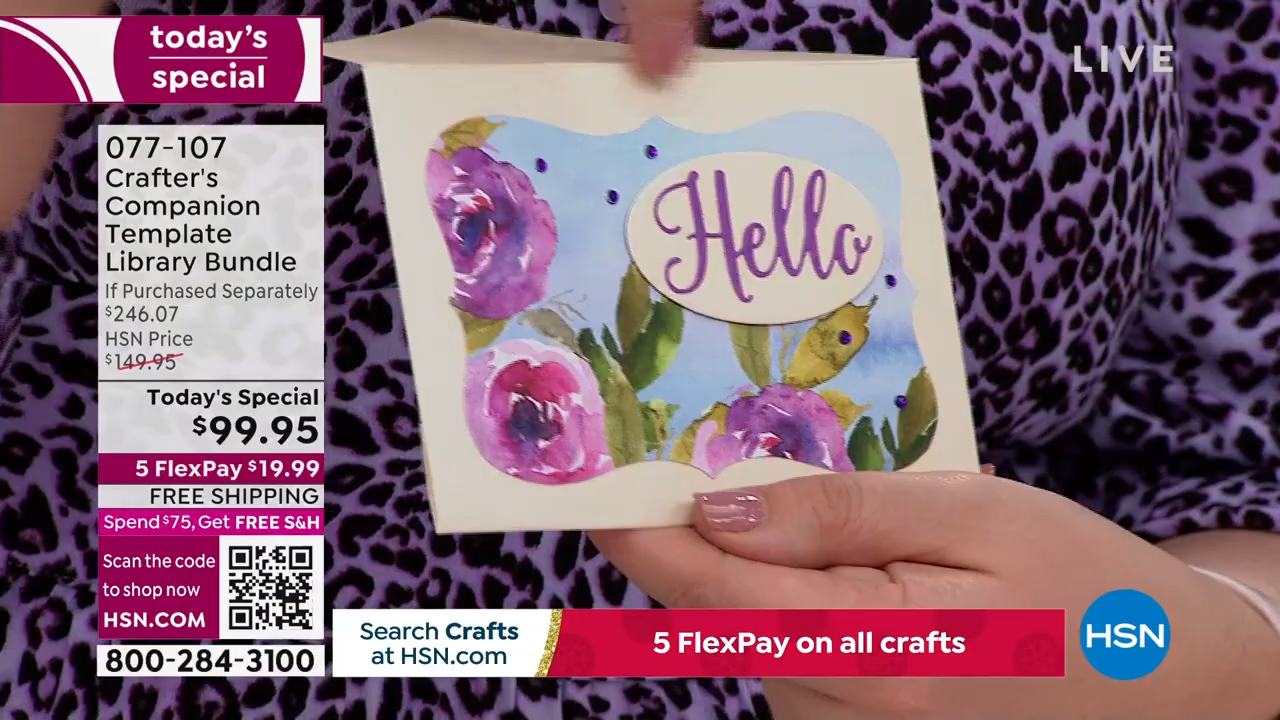 today's
special
LIVE
077-107
Crafter's
Companion
Template
Library Bundle
If Purchased Separately
$246.07
HSN Price
$149.95
Today's Special
$99.95
5 FlexPay $19.99
FREE SHIPPING
Spend $75, Get FREE S&H
Scan the code
to shop now
HSN.COM
800-284-3100
Hello
Search Crafts
at HSN.com
5 FlexPay on all crafts
HSN